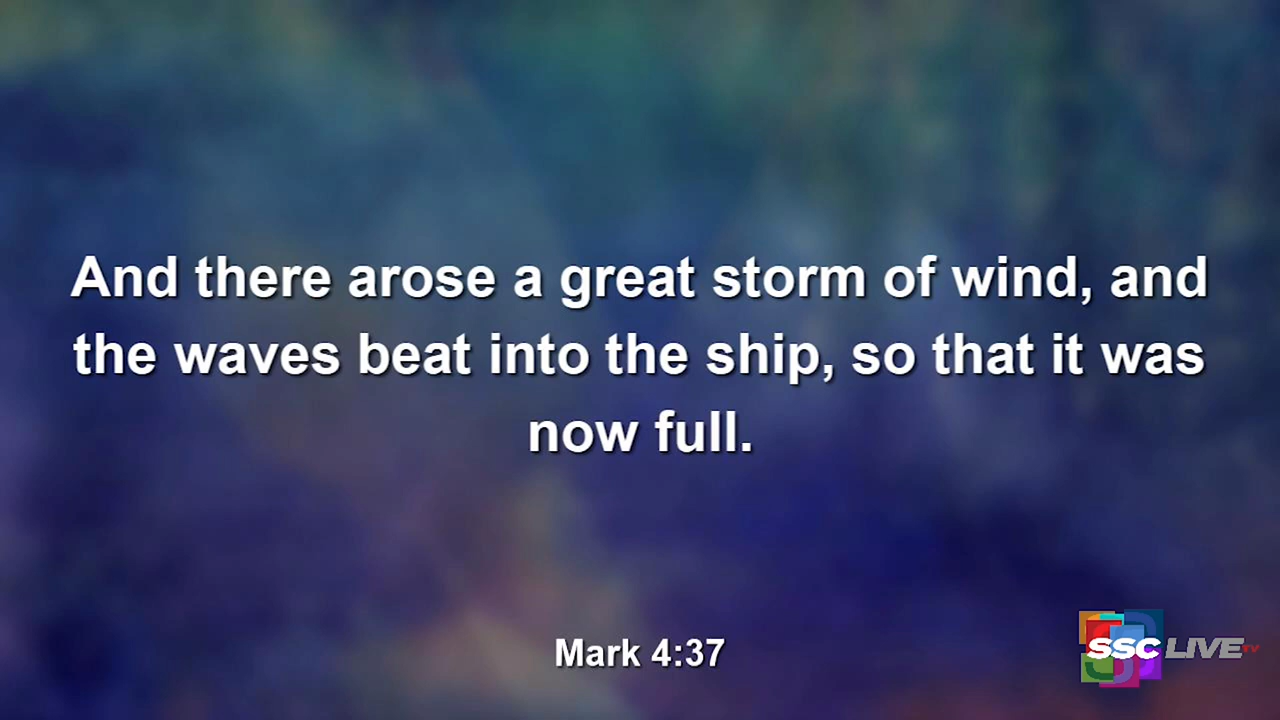 And there arose a great storm of wind, and
the waves beat into the ship, so that it was
now full.
Mark 4:37
SSC LIVE TV